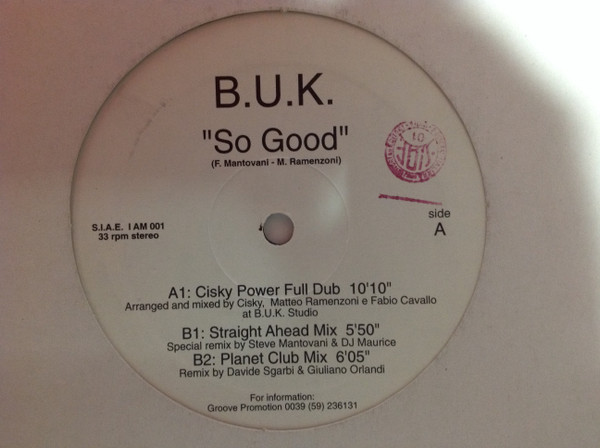 B.U.K.
"So Good"
(F. Mantovani - M. Ramenzoni)
10
S.I.A.E. I AM 001
33 rpm stereo
side
A
A1: Cisky Power Full Dub 10'10"
Arranged and mixed by Cisky, Matteo Ramenzoni e Fabio Cavallo
at B.U.K. Studio
B1: Straight Ahead Mix 5'50"
Special remix by Steve Mantovani & DJ Maurice
B2: Planet Club Mix 6'05"
Remix by Davide Sgarbi & Giuliano Orlandi
For information:
Groove Promotion 0039 (59) 236131